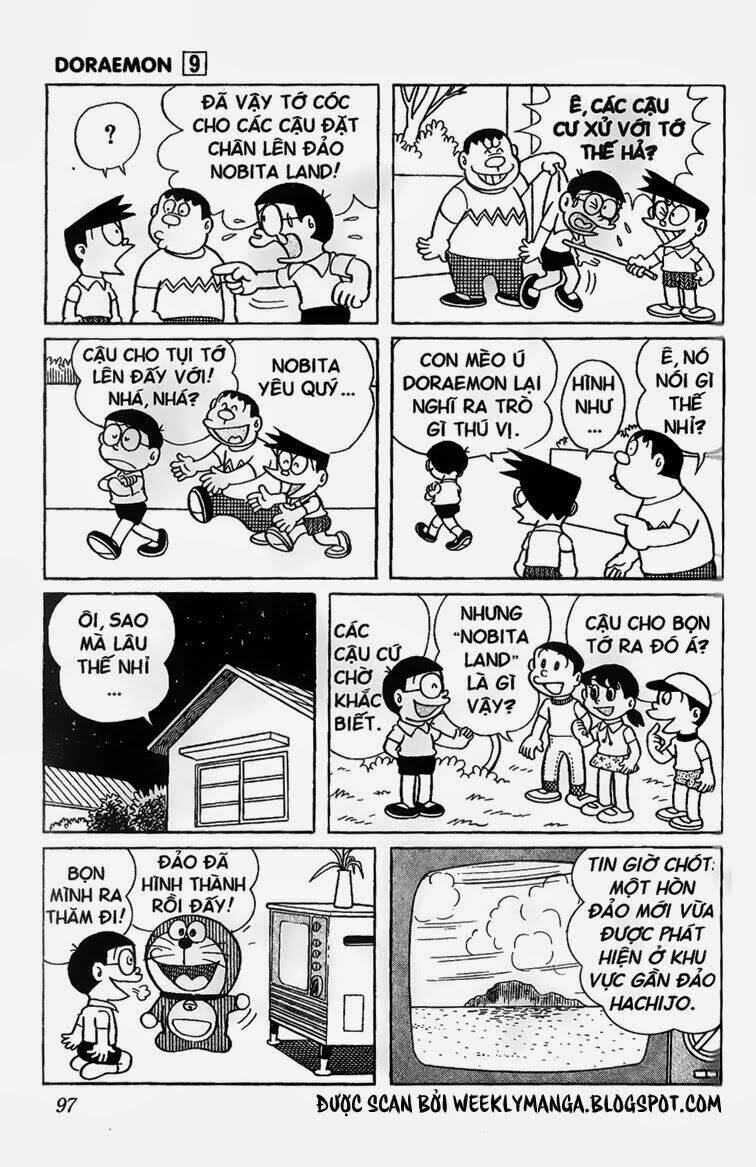 DORAEMON 9
Ê, CÁC CẬU
CƯ XỬ VỚI TỚ
THẾ HẢ?
ĐÃ VẬY TỚ CÓC
CHO CÁC CẬU ĐẶT
CHÂN LÊN ĐẢO
NOBITA LAND!
?
Ê, NÓ
NÓI GÌ
THẾ
NHỈ?
HÌNH
NHƯ
...
CON MÈO Ú
DORAEMON LẠI
NGHĨ RA TRÒ
GÌ THÚ VỊ.
NOBITA
YÊU QUÝ...
CẬU CHO TỤI TỚ
LÊN ĐẤY VỚI!
NHÁ, NHÁ?
CẬU CHO BỌN
TỚ RA ĐÓ Á?
NHƯNG
"NOBITA
LAND"
LÀ GÌ
VẬY?
CÁC
CẬU CỨ
CHỜ
KHẮC
BIẾT.
ÔI, SAO
MÀ LÂU
THẾ NHỈ
...
TIN GIỜ CHÓT:
MỘT HÒN
ĐẢO MỚI VỪA
ĐƯỢC PHÁT
HIỆN Ở KHU
VỰC GẦN ĐẢO
HACHIJO.
ĐẢO ĐÃ
HÌNH THÀNH
RỒI ĐẤY!
BỌN
MÌNH RA
THĂM ĐI!
97
ĐƯỢC SCAN BỞI WEEKLYMANGA.BLOGSPOT.COM